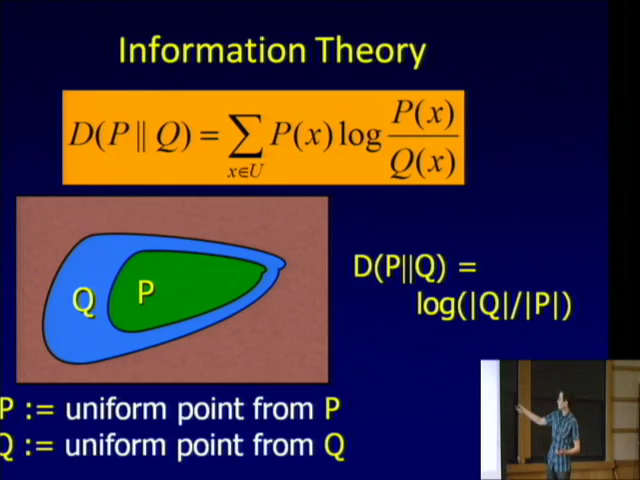 Information Theory
D(P || Q) = ∑ P(x) log P(x)/Q(x)
x∈U
Q P
D(P||Q) =
log(|Q|/|P|)
P := uniform point from P
Q := uniform point from Q